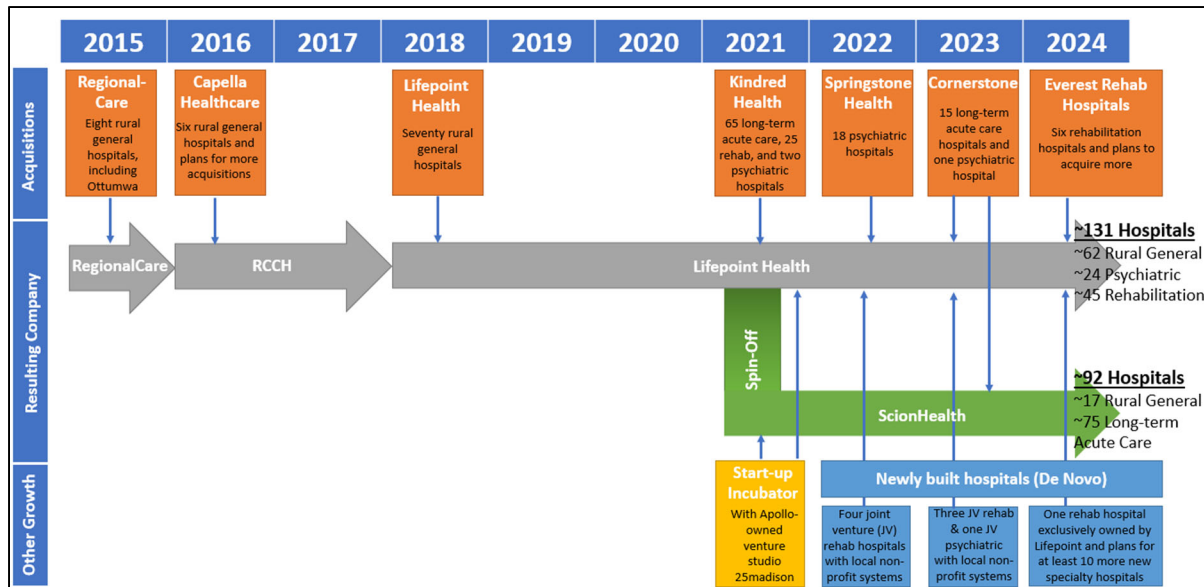 2015
2016
2017
2018
2019
2020
2021
2022
2023
2024
Acquisitions
Regional-
Care
Eight rural
general
hospitals,
including
Ottumwa
Capella
Healthcare
Six rural general
hospitals and
plans for more
acquisitions
Lifepoint
Health
Seventy rural
general
hospitals
Kindred
Health
65 long-term
acute care, 25
rehab, and two
psychiatric
hospitals
Springstone
Health
18 psychiatric
hospitals
Cornerstone
15 long-term
acute care
hospitals and
one psychiatric
hospital
Everest Rehab
Hospitals
Six rehabilitation
hospitals and plans to
acquire more
Resulting Company
RegionalCare
RCCH
Lifepoint Health
~131 Hospitals
~62 Rural General
~24 Psychiatric
~45 Rehabilitation
Spin-Off
ScionHealth
~92 Hospitals
~17 Rural General
~75 Long-term
Acute Care
Other Growth
Start-up
Incubator
With Apollo-
owned
venture
studio
25madison
Newly built hospitals (De Novo)
Four joint
venture (JV)
rehab hospitals
with local non-
profit systems
Three JV rehab
& one JV
psychiatric
with local non-
profit systems
One rehab hospital
exclusively owned by
Lifepoint and plans for
at least 10 more new
specialty hospitals